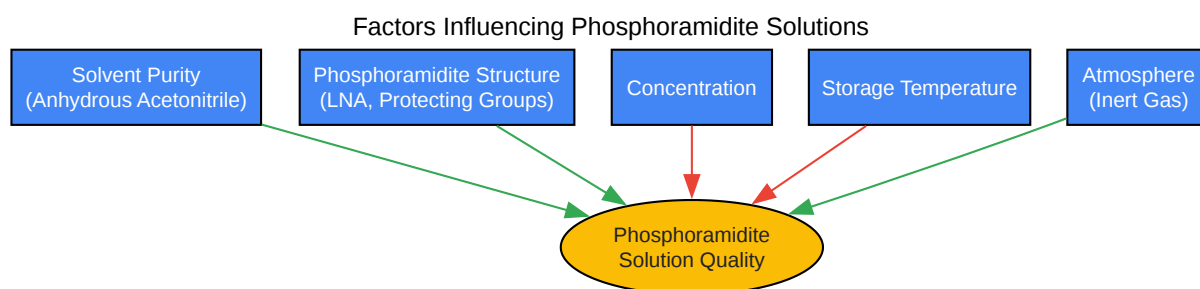 Factors Influencing Phosphoramidite Solutions
Solvent Purity
(Anhydrous Acetonitrile)
Phosphoramidite Structure
(LNA, Protecting Groups)
Concentration
Storage Temperature
Atmosphere
(Inert Gas)
Phosphoramidite
Solution Quality